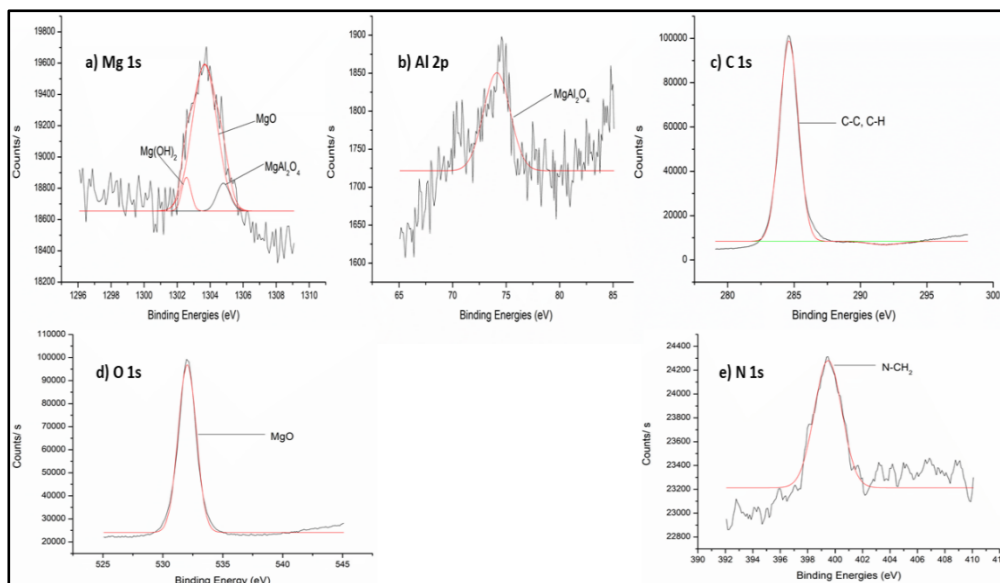 a) Mg 1s
MgO
Mg(OH)2
MgAl2O4
Counts/ s
19800
19600
19400
19200
19000
18800
18600
18400
18200
1296 1298 1300 1302 1304 1306 1308 1310
Binding Energies (eV)
b) Al 2p
MgAl2O4
Counts/ s
1900
1850
1800
1750
1700
1650
1600
65 70 75 80 85
Binding Energies (eV)
c) C 1s
C-C, C-H
Counts/ s
100000
80000
60000
40000
20000
0
280 285 290 295 300
Binding Energies (eV)
d) O 1s
MgO
Counts/ s
110000
100000
90000
80000
70000
60000
50000
40000
30000
20000
525 530 535 540 545
Binding Energy (eV)
e) N 1s
N-CH2
Counts/ s
24400
24200
24000
23800
23600
23400
23200
23000
22800
390 392 394 396 398 400 402 404 406 408 410
Binding Energies (eV)